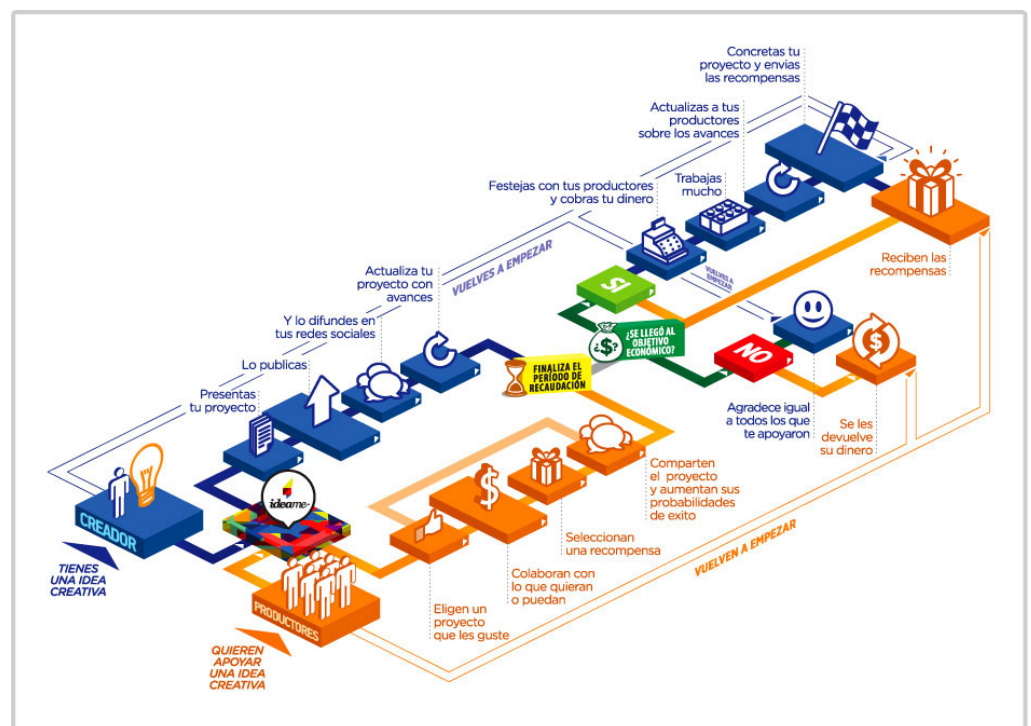 Concretas tu
proyecto y envias
las recompensas
Actualizas a tus
productores
sobre los avances
Trabajas
mucho
Festejas con tus productores
y cobras tu dinero
Reciben las
recompensas
VUELVES A EMPEZAR
VUELVES A
EMPEZAR
Actualiza tu
proyecto con
avances
Y lo difundes en
tus redes sociales
Lo publicas
Presentas
tu proyecto
SI
¿$?
¿SE LLEGÓ AL
OBJETIVO
ECONÓMICO?
FINALIZA EL
PERÍODO DE
RECAUDACIÓN
NO
$
Agradece igual
a todos los que
te apoyaron
Se les
devuelve
su dinero
CREADOR
ideame
TIENES
UNA IDEA
CREATIVA
$
Comparten
el proyecto
y aumentan sus
probabilidades
de exito
Seleccionan
una recompensa
Colaboran con
lo que quieran
o puedan
Eligen un
proyecto
que les guste
VUELVEN A EMPEZAR
PRODUCTORES
QUIEREN
APOYAR
UNA IDEA
CREATIVA